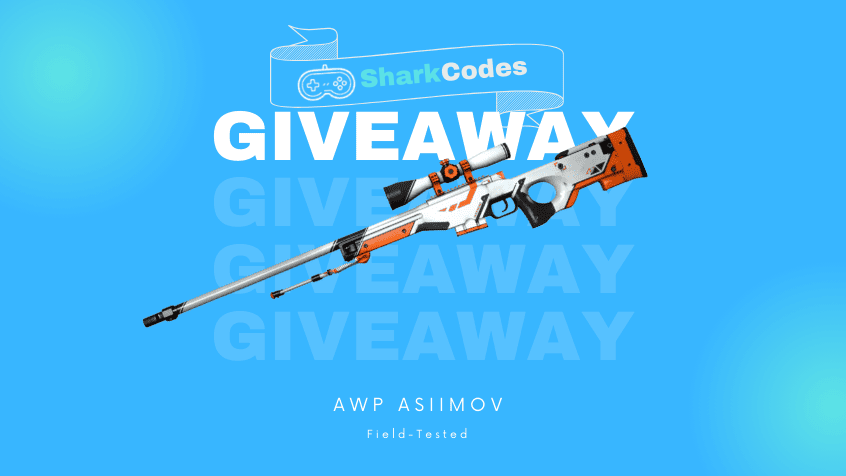 SharkCodes
GIVEAWAY
GIVEAWAY
GIVEAWAY
GIVEAWAY
AWP ASIIMOV
Field-Tested